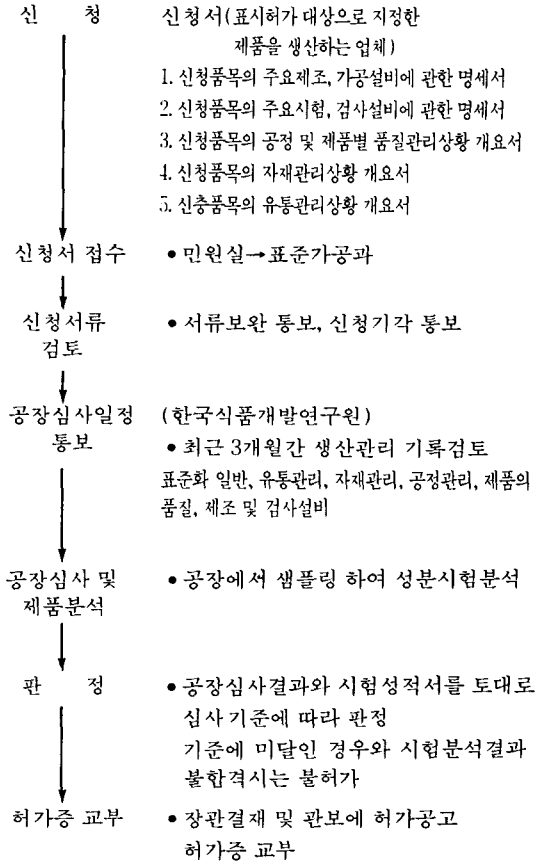 신 청 신청서(표시허가 대상으로 지정한
제품을 생산하는 업체)
1. 신청품목의 주요제조, 가공설비에 관한 명세서
2. 신청품목의 주요시험, 검사설비에 관한 명세서
3. 신청품목의 공정 및 제품별 품질관리상황 개요서
4. 신청품목의 자재관리상황 개요서
5. 신층품목의 유통관리상황 개요서
신청서 접수 • 민원실→표준가공과
신청서류 • 서류보완 통보, 신청기각 통보
검토
공장심사일정 (한국식품개발연구원)
통보 • 최근 3개월간 생산관리 기록검토
표준화 일반, 유통관리, 자재관리, 공정관리, 제품의
품질, 제조 및 검사설비
공장심사 및 • 공장에서 샘플링 하여 성분시험분석
제품분석
판 정 • 공장심사결과와 시험성적서를 토대로
심사기준에 따라 판정
기준에 미달인 경우와 시험분석결과
불합격시는 불허가
허가증 교부 • 장관결재 및 관보에 허가공고
허가증 교부